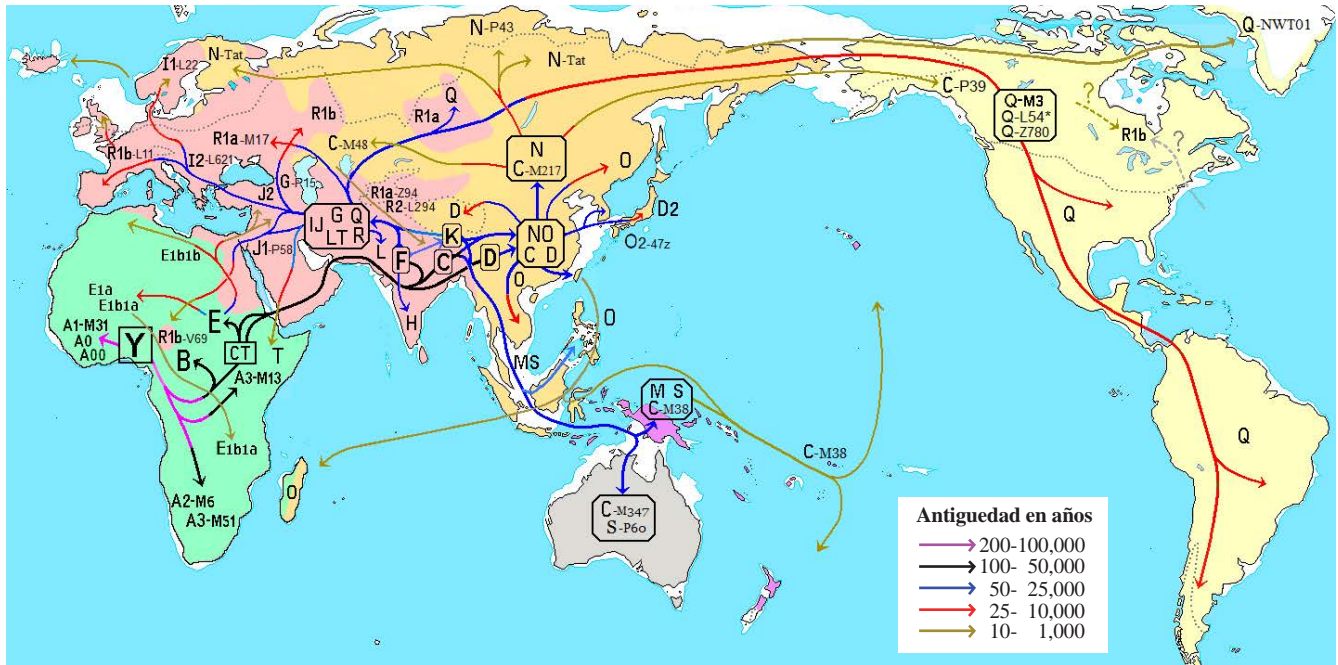 Q-NWT01
N-P43
N-Tat
N-Tat
I1-L22
Q
R1a
R1b
C-P39
?
Q-M3
Q-L54*
Q-Z780
R1b
?
R1b-L11
R1a-M17
C-M48
N
C-M217
O
I2-L621
G-P15
R1a-Z94
R2-L294
J2
D
D2
Q
G Q
IJ
LT R
K
NO
C D
O2-47z
J1-P58
L
F
C
D
E1b1b
O
E1a
E1b1a
E
H
O
A1-M31
A0
A00
Y
R1b-V69
B
CT
T
A3-M13
MS
M S
C-M38
Q
E1b1a
C-M38
A2-M6
A3-M51
O
C-M347
S-P60
Antiguedad en años
200-100,000
100- 50,000
50- 25,000
25- 10,000
10- 1,000